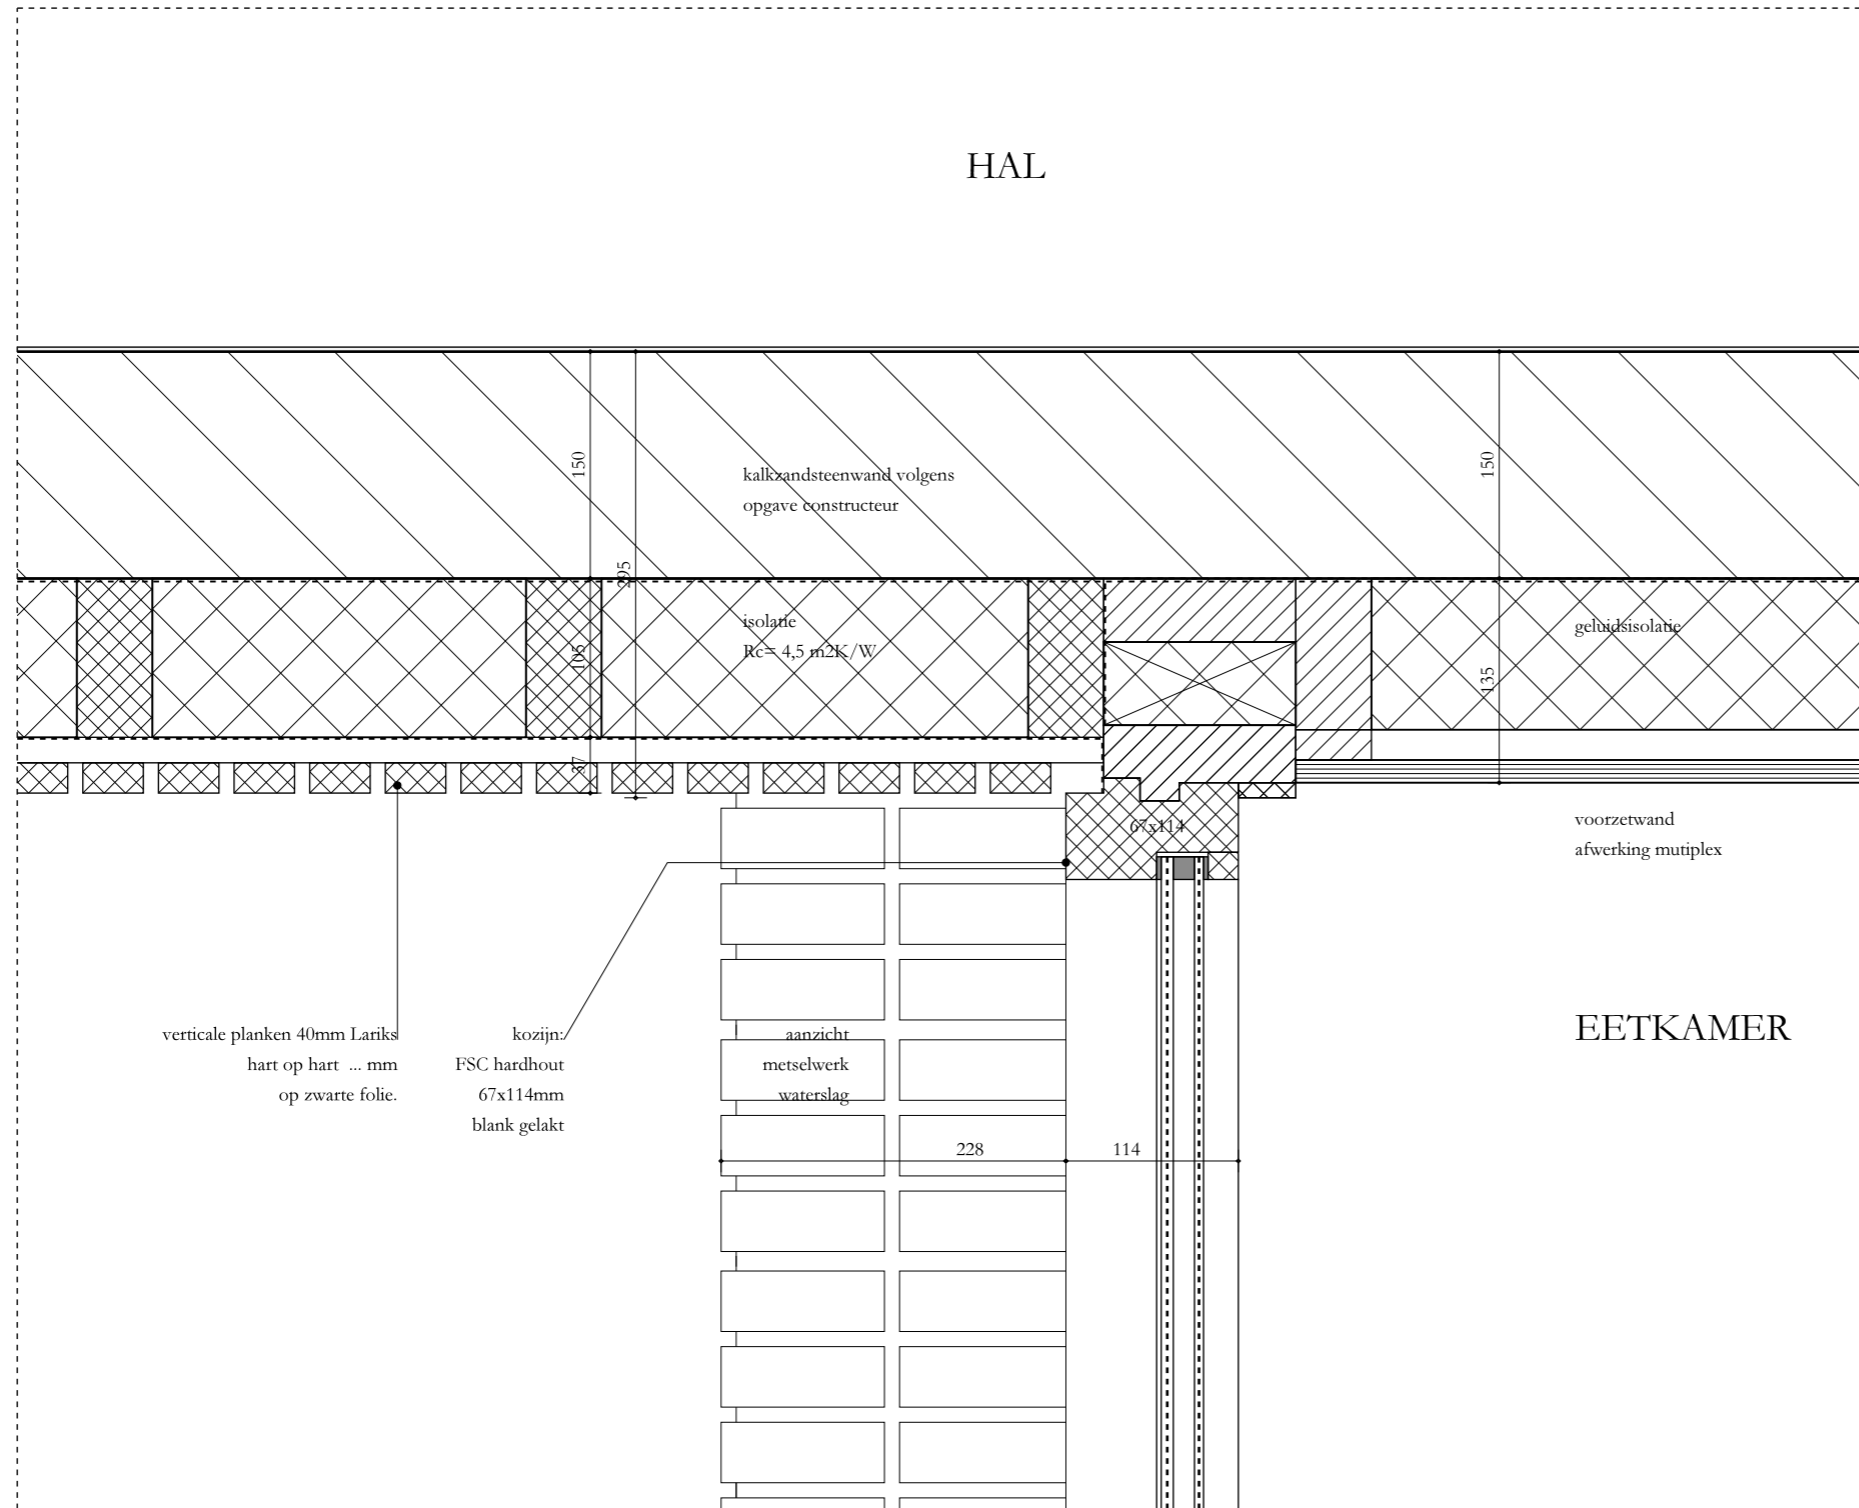 HAL
150
150
kalkzandsteenwand volgens
opgave constructeur
295
isolatie
Rc= 4,5 m2K/W
geluidsisolatie
105
135
37
67x114
voorzetwand
afwerking mutiplex
verticale planken 40mm Lariks
hart op hart ... mm
op zwarte folie.
kozijn:
FSC hardhout
67x114mm
blank gelakt
aanzicht
metselwerk
waterslag
EETKAMER
228
114